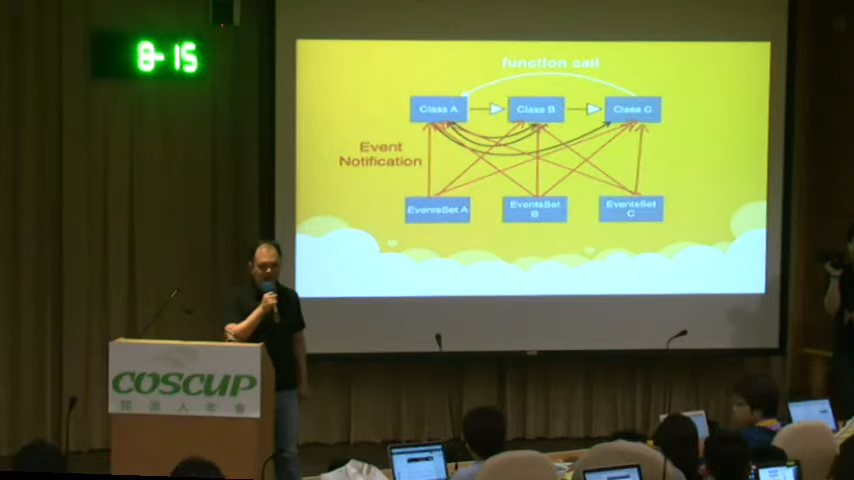 8-15
function call
Class A
Class B
Class C
Event
Notification
EventsSet A
EventsSet
B
EventsSet
C
COSCUP